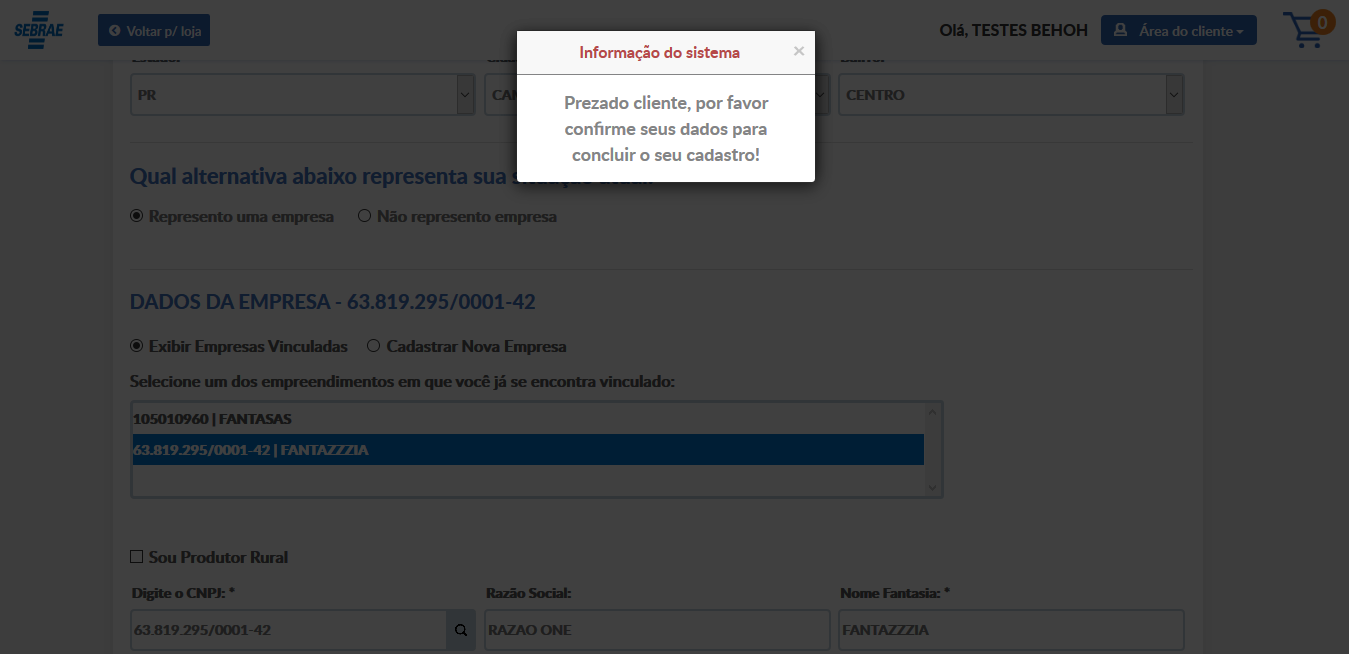 SEBRAE
Voltar p/ loja
Olá, TESTES BEHOH
Área do cliente
0
Informação do sistema
×
Prezado cliente, por favor
confirme seus dados para
concluir o seu cadastro!
PR
CENTRO
Qual alternativa abaixo representa sua
Represento uma empresa
Não represento empresa
DADOS DA EMPRESA - 63.819.295/0001-42
Exibir Empresas Vinculadas
Cadastrar Nova Empresa
Selecione um dos empreendimentos em que você já se encontra vinculado:
105010960 | FANTASAS
63.819.295/0001-42 | FANTAZZZIA
Sou Produtor Rural
Digite o CNPJ: *
Razão Social:
Nome Fantasia: *
63.819.295/0001-42
RAZAO ONE
FANTAZZZIA